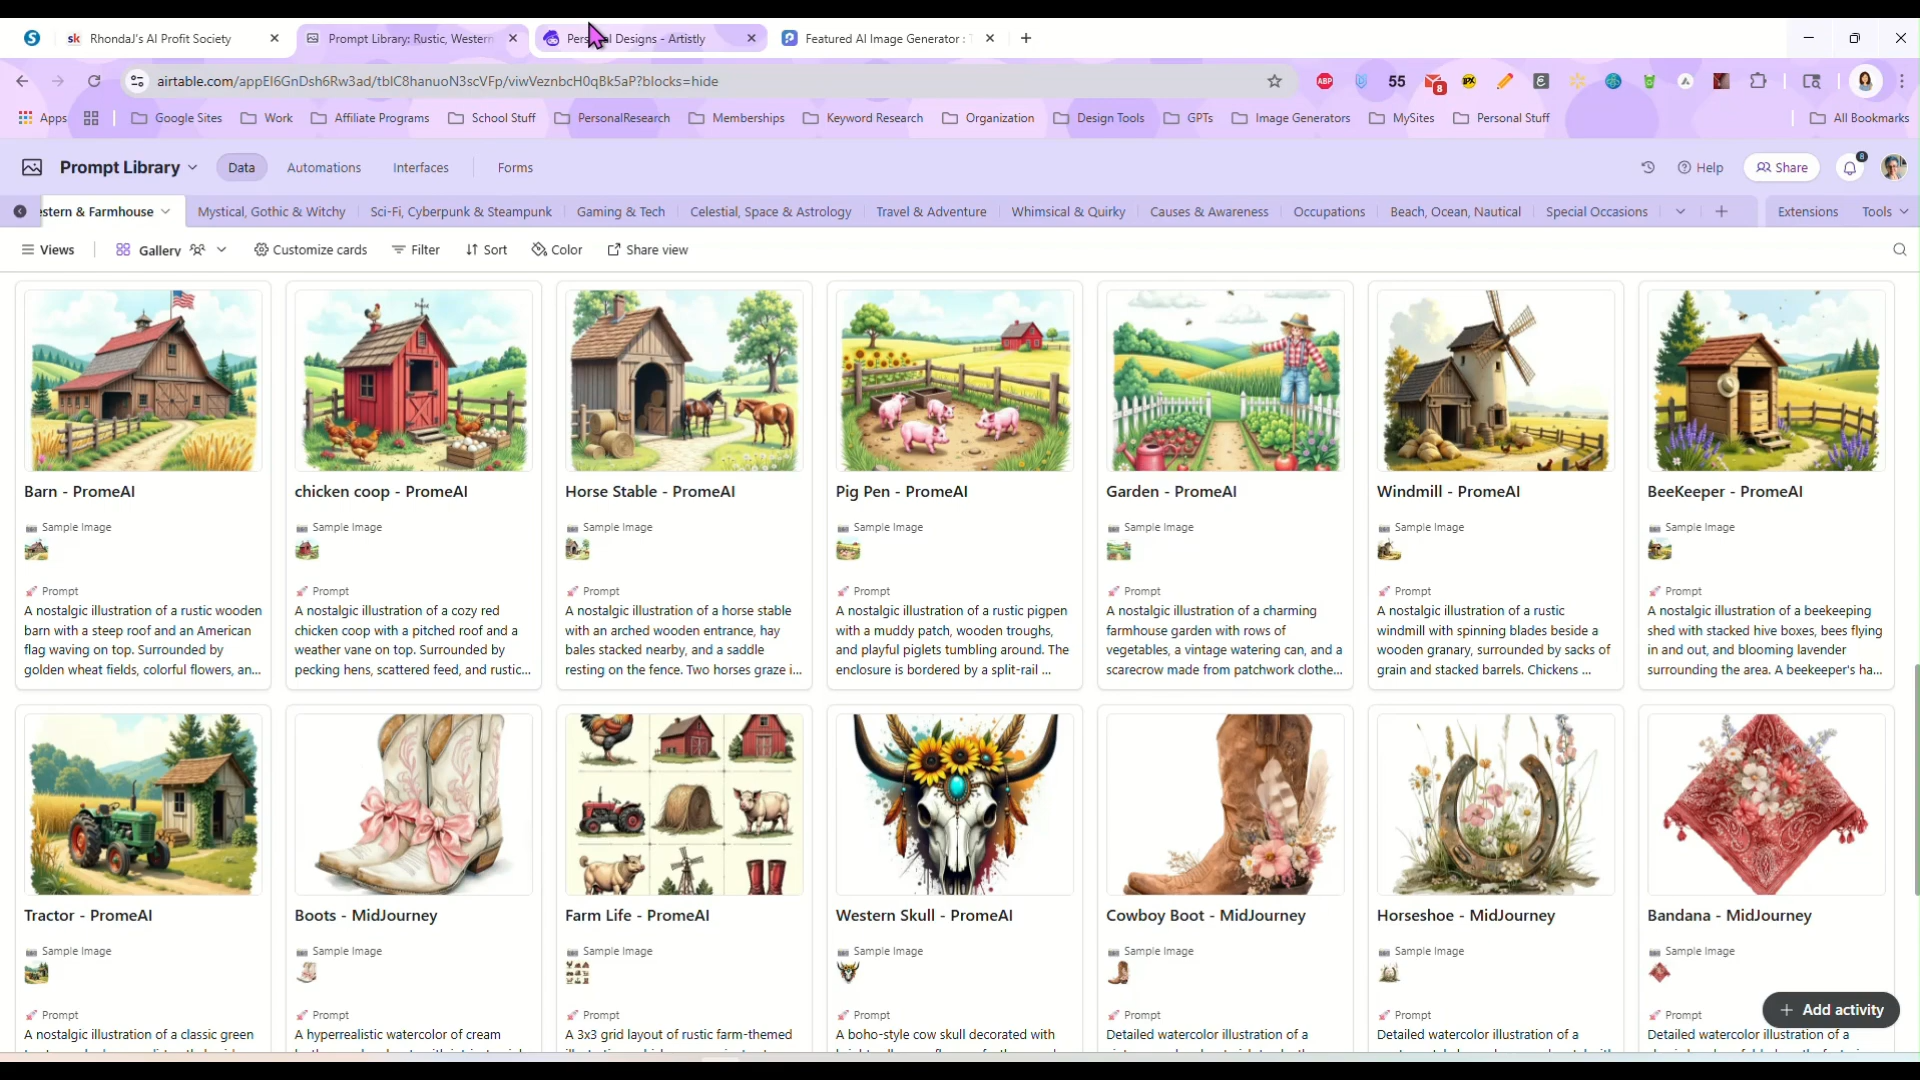 RhondaJ's AI Profit Society
Prompt Library: Rustic, Western
Designs - Artistly
Featured AI Image Generator :
airtable.com/appEl6GnDsh6Rw3ad/tblC8hanuoN3scVFp/viwVeznbcH0qBk5aP?blocks=hide
ABP
55
8
Apps
Google Sites
Work
Affiliate Programs
School Stuff
PersonalResearch
Memberships
Keyword Research
Organization
Design Tools
GPTs
Image Generators
MySites
Personal Stuff
All Bookmarks
Prompt Library
Data
Automations
Interfaces
Forms
Help
Share
8
stern & Farmhouse
Mystical, Gothic & Witchy
Sci-Fi, Cyberpunk & Steampunk
Gaming & Tech
Celestial, Space & Astrology
Travel & Adventure
Whimsical & Quirky
Causes & Awareness
Occupations
Beach, Ocean, Nautical
Special Occasions
Extensions
Tools
Views
Gallery
Customize cards
Filter
Sort
Color
Share view
Barn - PromeAI
Sample Image
Prompt
A nostalgic illustration of a rustic wooden
barn with a steep roof and an American
flag waving on top. Surrounded by
golden wheat fields, colorful flowers, an...
chicken coop - PromeAI
Sample Image
Prompt
A nostalgic illustration of a cozy red
chicken coop with a pitched roof and a
weather vane on top. Surrounded by
pecking hens, scattered feed, and rustic...
Horse Stable - PromeAI
Sample Image
Prompt
A nostalgic illustration of a horse stable
with an arched wooden entrance, hay
bales stacked nearby, and a saddle
resting on the fence. Two horses graze i...
Pig Pen - PromeAI
Sample Image
Prompt
A nostalgic illustration of a rustic pigpen
with a muddy patch, wooden troughs,
and playful piglets tumbling around. The
enclosure is bordered by a split-rail ...
Garden - PromeAI
Sample Image
Prompt
A nostalgic illustration of a charming
farmhouse garden with rows of
vegetables, a vintage watering can, and a
scarecrow made from patchwork clothe...
Windmill - PromeAI
Sample Image
Prompt
A nostalgic illustration of a rustic
windmill with spinning blades beside a
wooden granary, surrounded by sacks of
grain and stacked barrels. Chickens ...
BeeKeeper - PromeAI
Sample Image
Prompt
A nostalgic illustration of a beekeeping
shed with stacked hive boxes, bees flying
in and out, and blooming lavender
surrounding the area. A beekeeper's ha...
Tractor - PromeAI
Sample Image
Prompt
A nostalgic illustration of a classic green
Boots - MidJourney
Sample Image
Prompt
A hyperrealistic watercolor of cream
Farm Life - PromeAI
Sample Image
Prompt
A 3x3 grid layout of rustic farm-themed
Western Skull - PromeAI
Sample Image
Prompt
A boho-style cow skull decorated with
Cowboy Boot - MidJourney
Sample Image
Prompt
Detailed watercolor illustration of a
Horseshoe - MidJourney
Sample Image
Prompt
Detailed watercolor illustration of a
Bandana - MidJourney
Sample Image
Prompt
Detailed watercolor illustration of a
Add activity